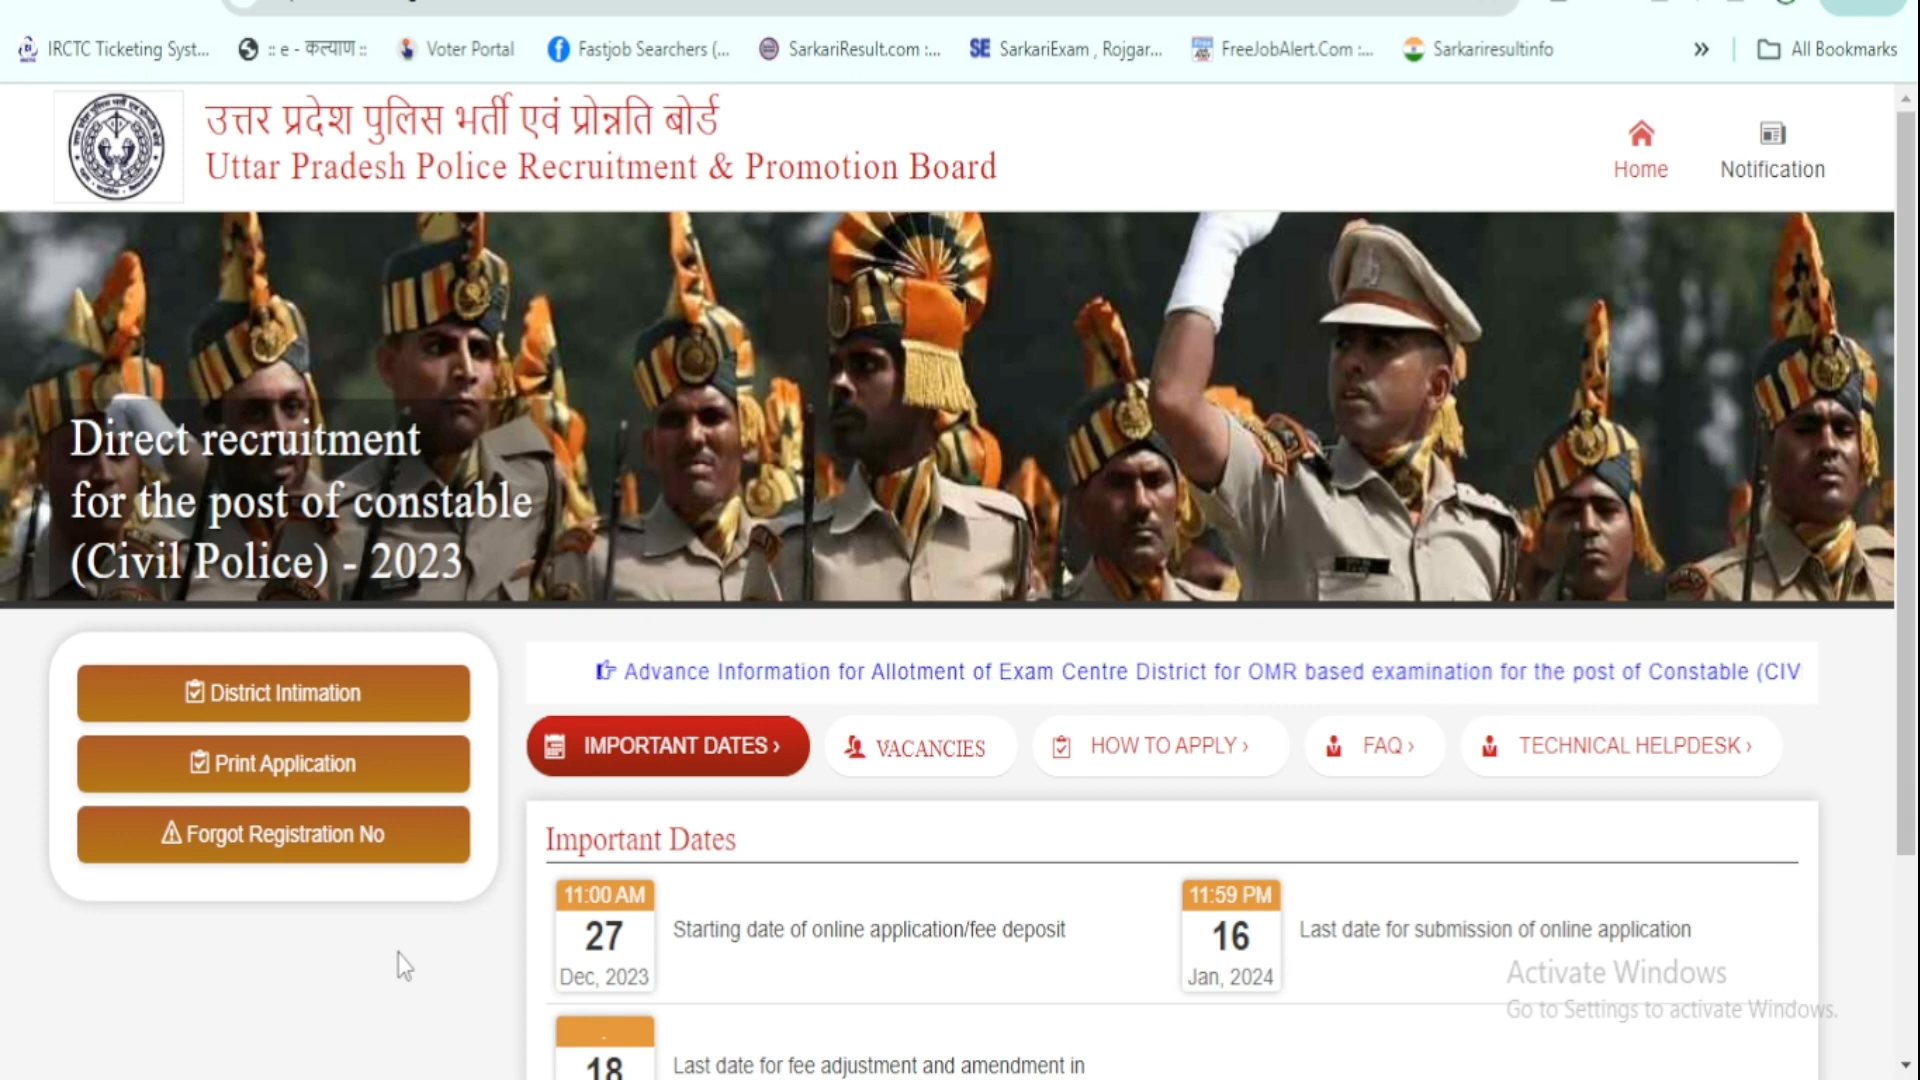 IRCTC Ticketing Syst...
:: e - कल्याण ::
Voter Portal
Fastjob Searchers (...
SarkariResult.com :...
SE SarkariExam , Rojgar...
FreeJobAlert.Com :...
Sarkariresultinfo
»
All Bookmarks
उत्तर प्रदेश पुलिस भर्ती एवं प्रोन्नति बोर्ड
Uttar Pradesh Police Recruitment & Promotion Board
Home
Notification
Direct recruitment
for the post of constable
(Civil Police) - 2023
District Intimation
Print Application
Forgot Registration No
Advance Information for Allotment of Exam Centre District for OMR based examination for the post of Constable (CIV
IMPORTANT DATES ›
VACANCIES
HOW TO APPLY ›
FAQ ›
TECHNICAL HELPDESK ›
Important Dates
11:00 AM
27
Dec, 2023
Starting date of online application/fee deposit
11:59 PM
16
Jan, 2024
Last date for submission of online application
.
18
Last date for fee adjustment and amendment in
Activate Windows
Go to Settings to activate Windows.